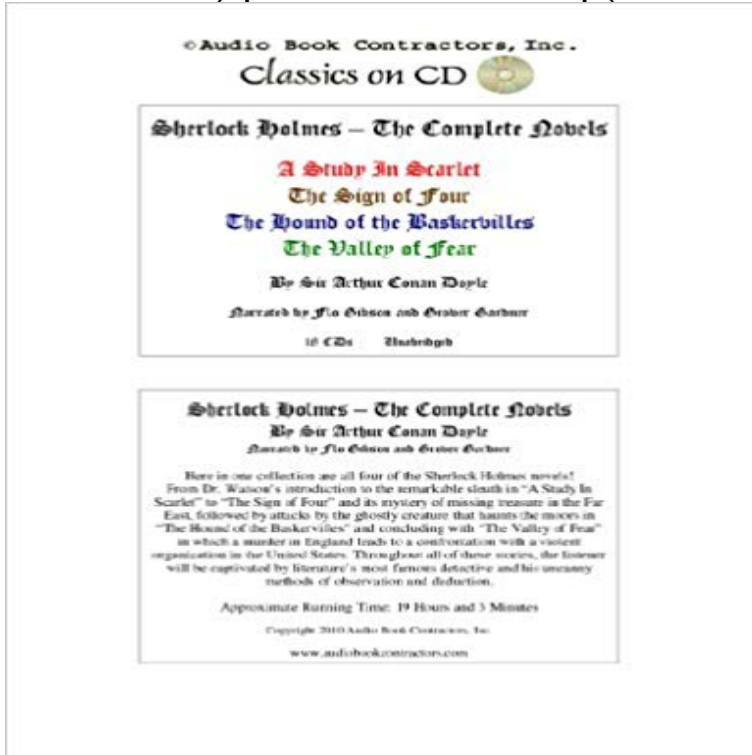 ©Audio Book Contractors, Inc.
Classics on CD
Sherlock Holmes – The Complete Novels
A Study In Scarlet
The Sign of Four
The Hound of the Baskervilles
The Valley of Fear
By Sir Arthur Conan Doyle
Narrated by Flo Gibson and Grover Gardner
CDs Unabridged
Sherlock Holmes – The Complete Novels
By Sir Arthur Conan Doyle
Narrated by Flo Gibson and Grover Gardner
Here in one collection are all four of the Sherlock Holmes novels!
From Dr. Watson's introduction to the remarkable sleuth in "A Study In
Scarlet" to "The Sign of Four" and its mystery of missing treasure in the Far
East, followed by attacks by the ghostly creature that haunts the moors in
"The Hound of the Baskervilles" and concluding with "The Valley of Fear"
in which a murder in England leads to a confrontation with a violent
organization in the United States. Throughout all of these stories, the listener
will be captivated by literature's most famous detective and his uncanny
methods of observation and deduction.
Approximate Running Time: 19 Hours and 3 Minutes
Copyright 2010 Audio Book Contractors, Inc.
www.audiobookcontractors.com